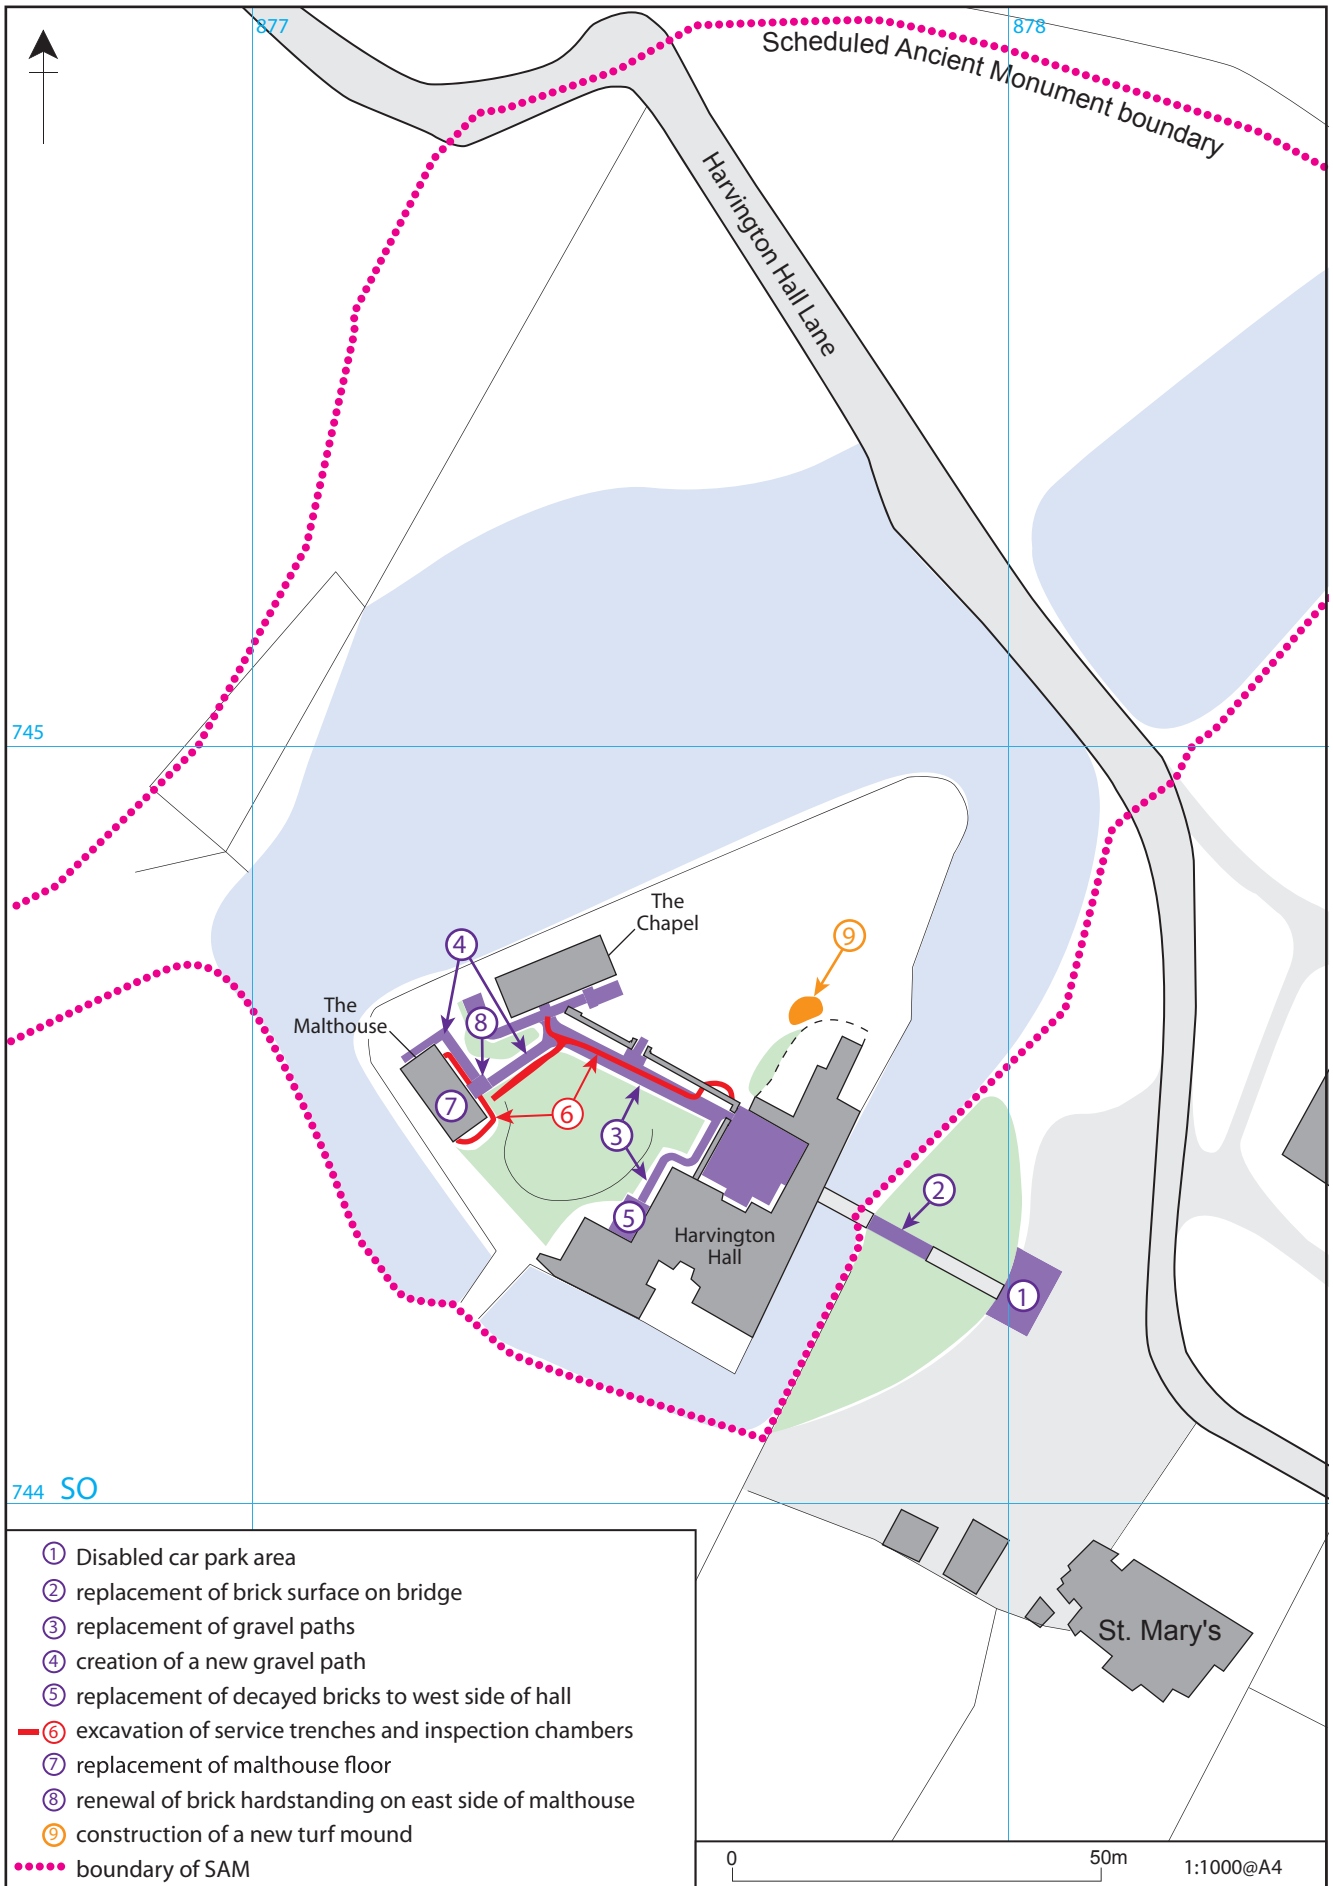 877
878
Scheduled Ancient Monument boundary
Harvington Hall Lane
745
The
Chapel
4
9
The
Malthouse
8
7
6
3
5
2
Harvington
Hall
1
744 SO
St. Mary's
1 Disabled car park area
2 replacement of brick surface on bridge
3 replacement of gravel paths
4 creation of a new gravel path
5 replacement of decayed bricks to west side of hall
6 excavation of service trenches and inspection chambers
7 replacement of malthouse floor
8 renewal of brick hardstanding on east side of malthouse
9 construction of a new turf mound
boundary of SAM
0 50m
1:1000@A4